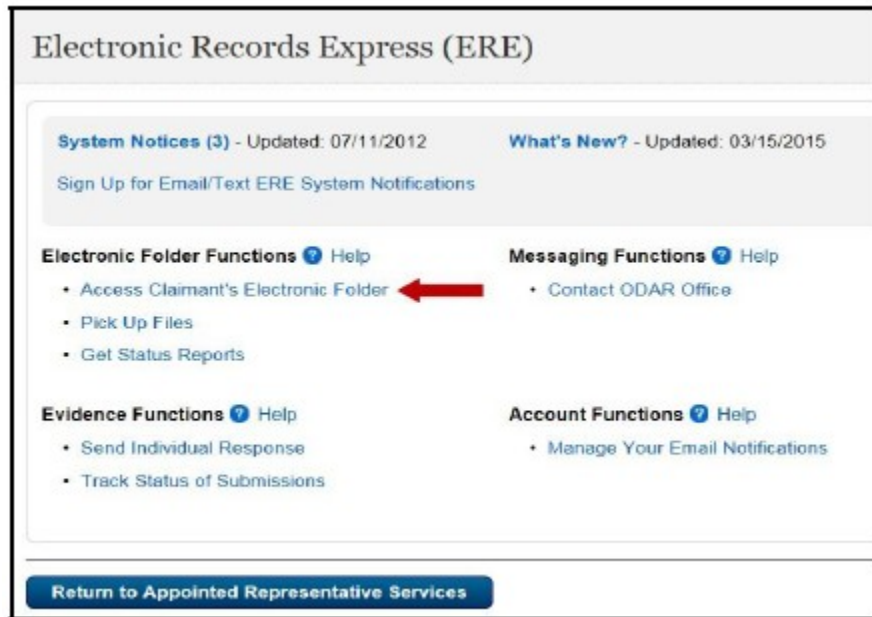 Electronic Records Express (ERE)
System Notices (3) - Updated: 07/11/2012
What's New? - Updated: 03/15/2015
Sign Up for Email/Text ERE System Notifications
Electronic Folder Functions ? Help
• Access Claimant's Electronic Folder
• Pick Up Files
• Get Status Reports
Messaging Functions ? Help
• Contact ODAR Office
Evidence Functions ? Help
• Send Individual Response
• Track Status of Submissions
Account Functions ? Help
• Manage Your Email Notifications
Return to Appointed Representative Services